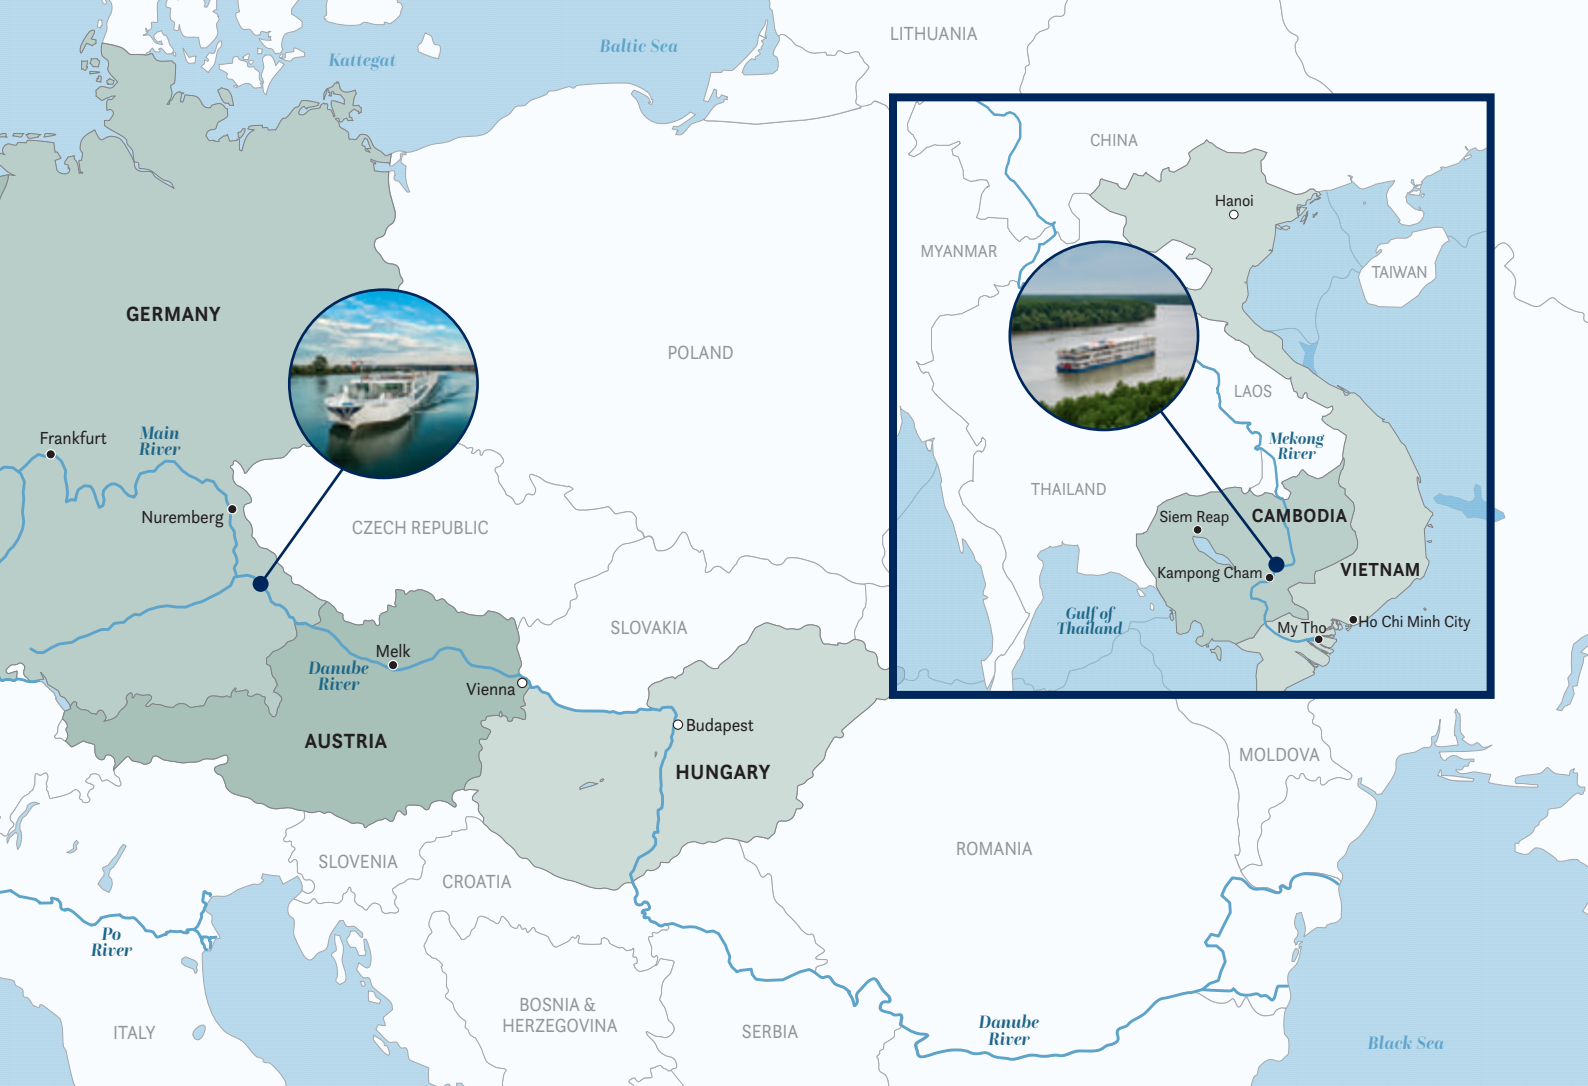 LITHUANIA
Baltic Sea
Kattegat
GERMANY
POLAND
Frankfurt
Main
River
Nuremberg
CZECH REPUBLIC
SLOVAKIA
Melk
Danube
River
Vienna
Budapest
AUSTRIA
HUNGARY
MOLDOVA
ROMANIA
SLOVENIA
CROATIA
Po
River
BOSNIA &
HERZEGOVINA
ITALY
SERBIA
Danube
River
Black Sea
CHINA
Hanoi
MYANMAR
TAIWAN
LAOS
Mekong
River
THAILAND
Siem Reap
CAMBODIA
Kampong Cham
VIETNAM
Gulf of
Thailand
My Tho
Ho Chi Minh City